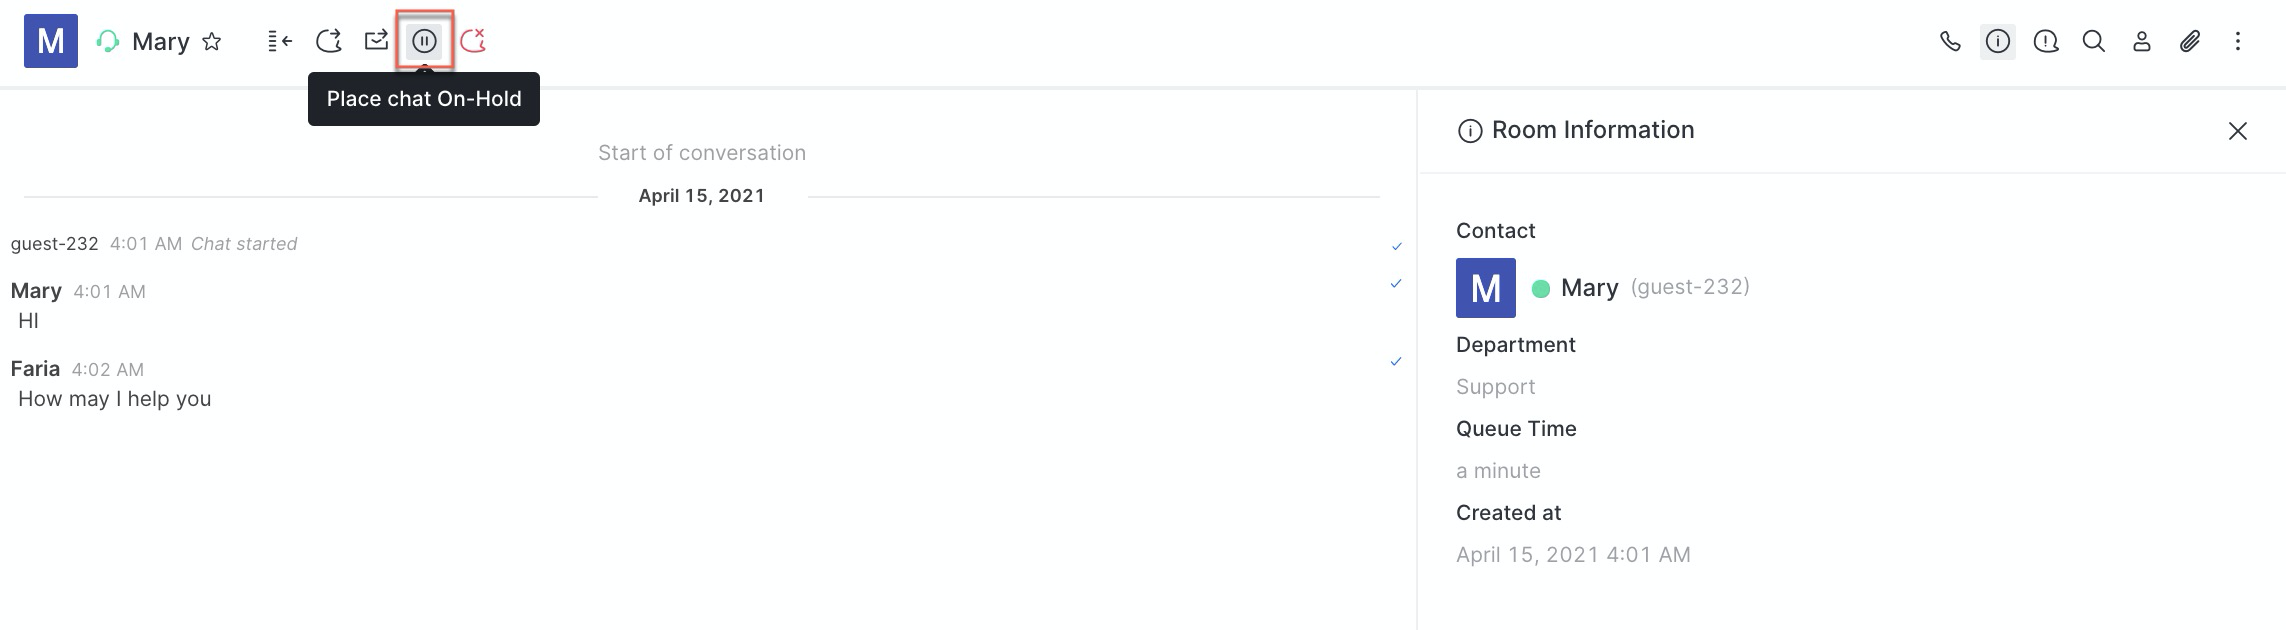 M Mary
Place chat On-Hold
Start of conversation
April 15, 2021
guest-232 4:01 AM Chat started
Mary 4:01 AM
HI
Faria 4:02 AM
How may I help you
Room Information
Contact
M Mary (guest-232)
Department
Support
Queue Time
a minute
Created at
April 15, 2021 4:01 AM